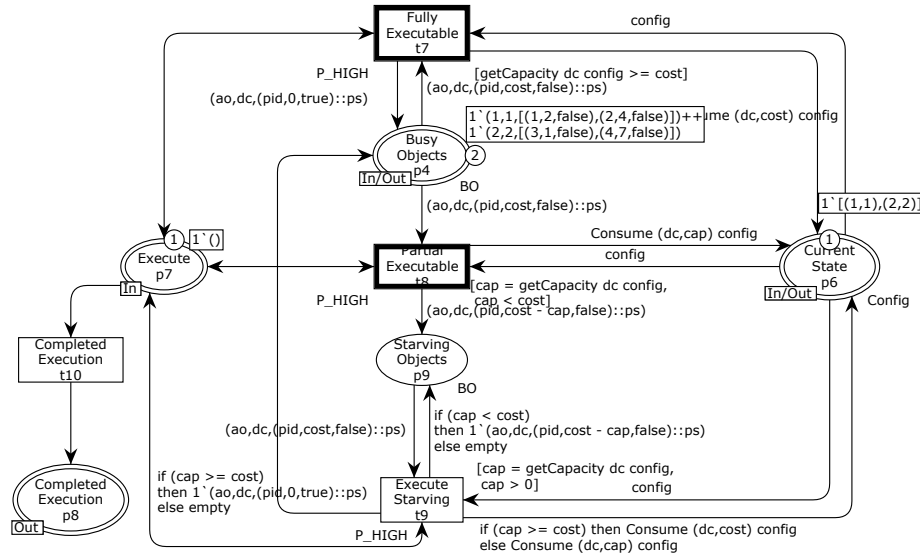 Fully
Executable
t7
config
P_HIGH
[getCapacity dc config >= cost]
(ao,dc,(pid,cost,false)::ps)
(ao,dc,(pid,0,true)::ps)
1`(1,1,[(1,2,false),(2,4,false)])++
ume (dc,cost) config
1`(2,2,[(3,1,false),(4,7,false)])
Busy
Objects
p4
2
In/Out
BO
(ao,dc,(pid,cost,false)::ps)
1`[(1,1),(2,2)]
1
1`()
Execute
p7
In
Partial
Executable
t8
Consume (dc,cap) config
config
1
Current
State
p6
In/Out
Config
P_HIGH
[cap = getCapacity dc config,
cap < cost]
(ao,dc,(pid,cost - cap,false)::ps)
Completed
Execution
t10
Starving
Objects
p9
BO
(ao,dc,(pid,cost,false)::ps)
if (cap < cost)
then 1`(ao,dc,(pid,cost - cap,false)::ps)
else empty
Completed
Execution
p8
Out
if (cap >= cost)
then 1`(ao,dc,(pid,0,true)::ps)
else empty
Execute
Starving
t9
P_HIGH
[cap = getCapacity dc config,
cap > 0]
config
if (cap >= cost) then Consume (dc,cost) config
else Consume (dc,cap) config